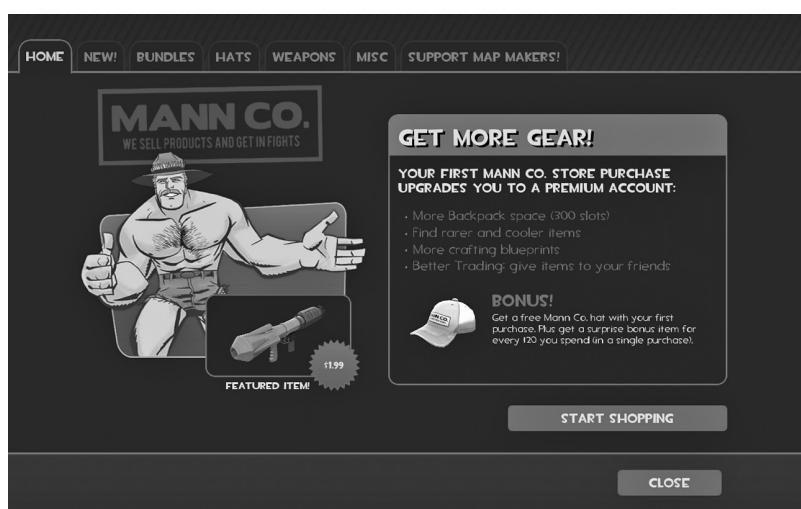 HOME NEW! BUNDLES HATS WEAPONS MISC SUPPORT MAP MAKERS!
MANN CO.
WE SELL PRODUCTS AND GET IN FIGHTS
GET MORE GEAR!
YOUR FIRST MANN CO. STORE PURCHASE
UPGRADES YOU TO A PREMIUM ACCOUNT:
• More Backpack space (300 slots)
• Find rarer and cooler items
• More crafting blueprints
• Better Trading: give items to your friends
BONUS!
Get a free Mann Co. hat with your first
purchase. Plus get a surprise bonus item for
every $20 you spend (in a single purchase).
MANN CO.
$1.99
FEATURED ITEM!
START SHOPPING
CLOSE